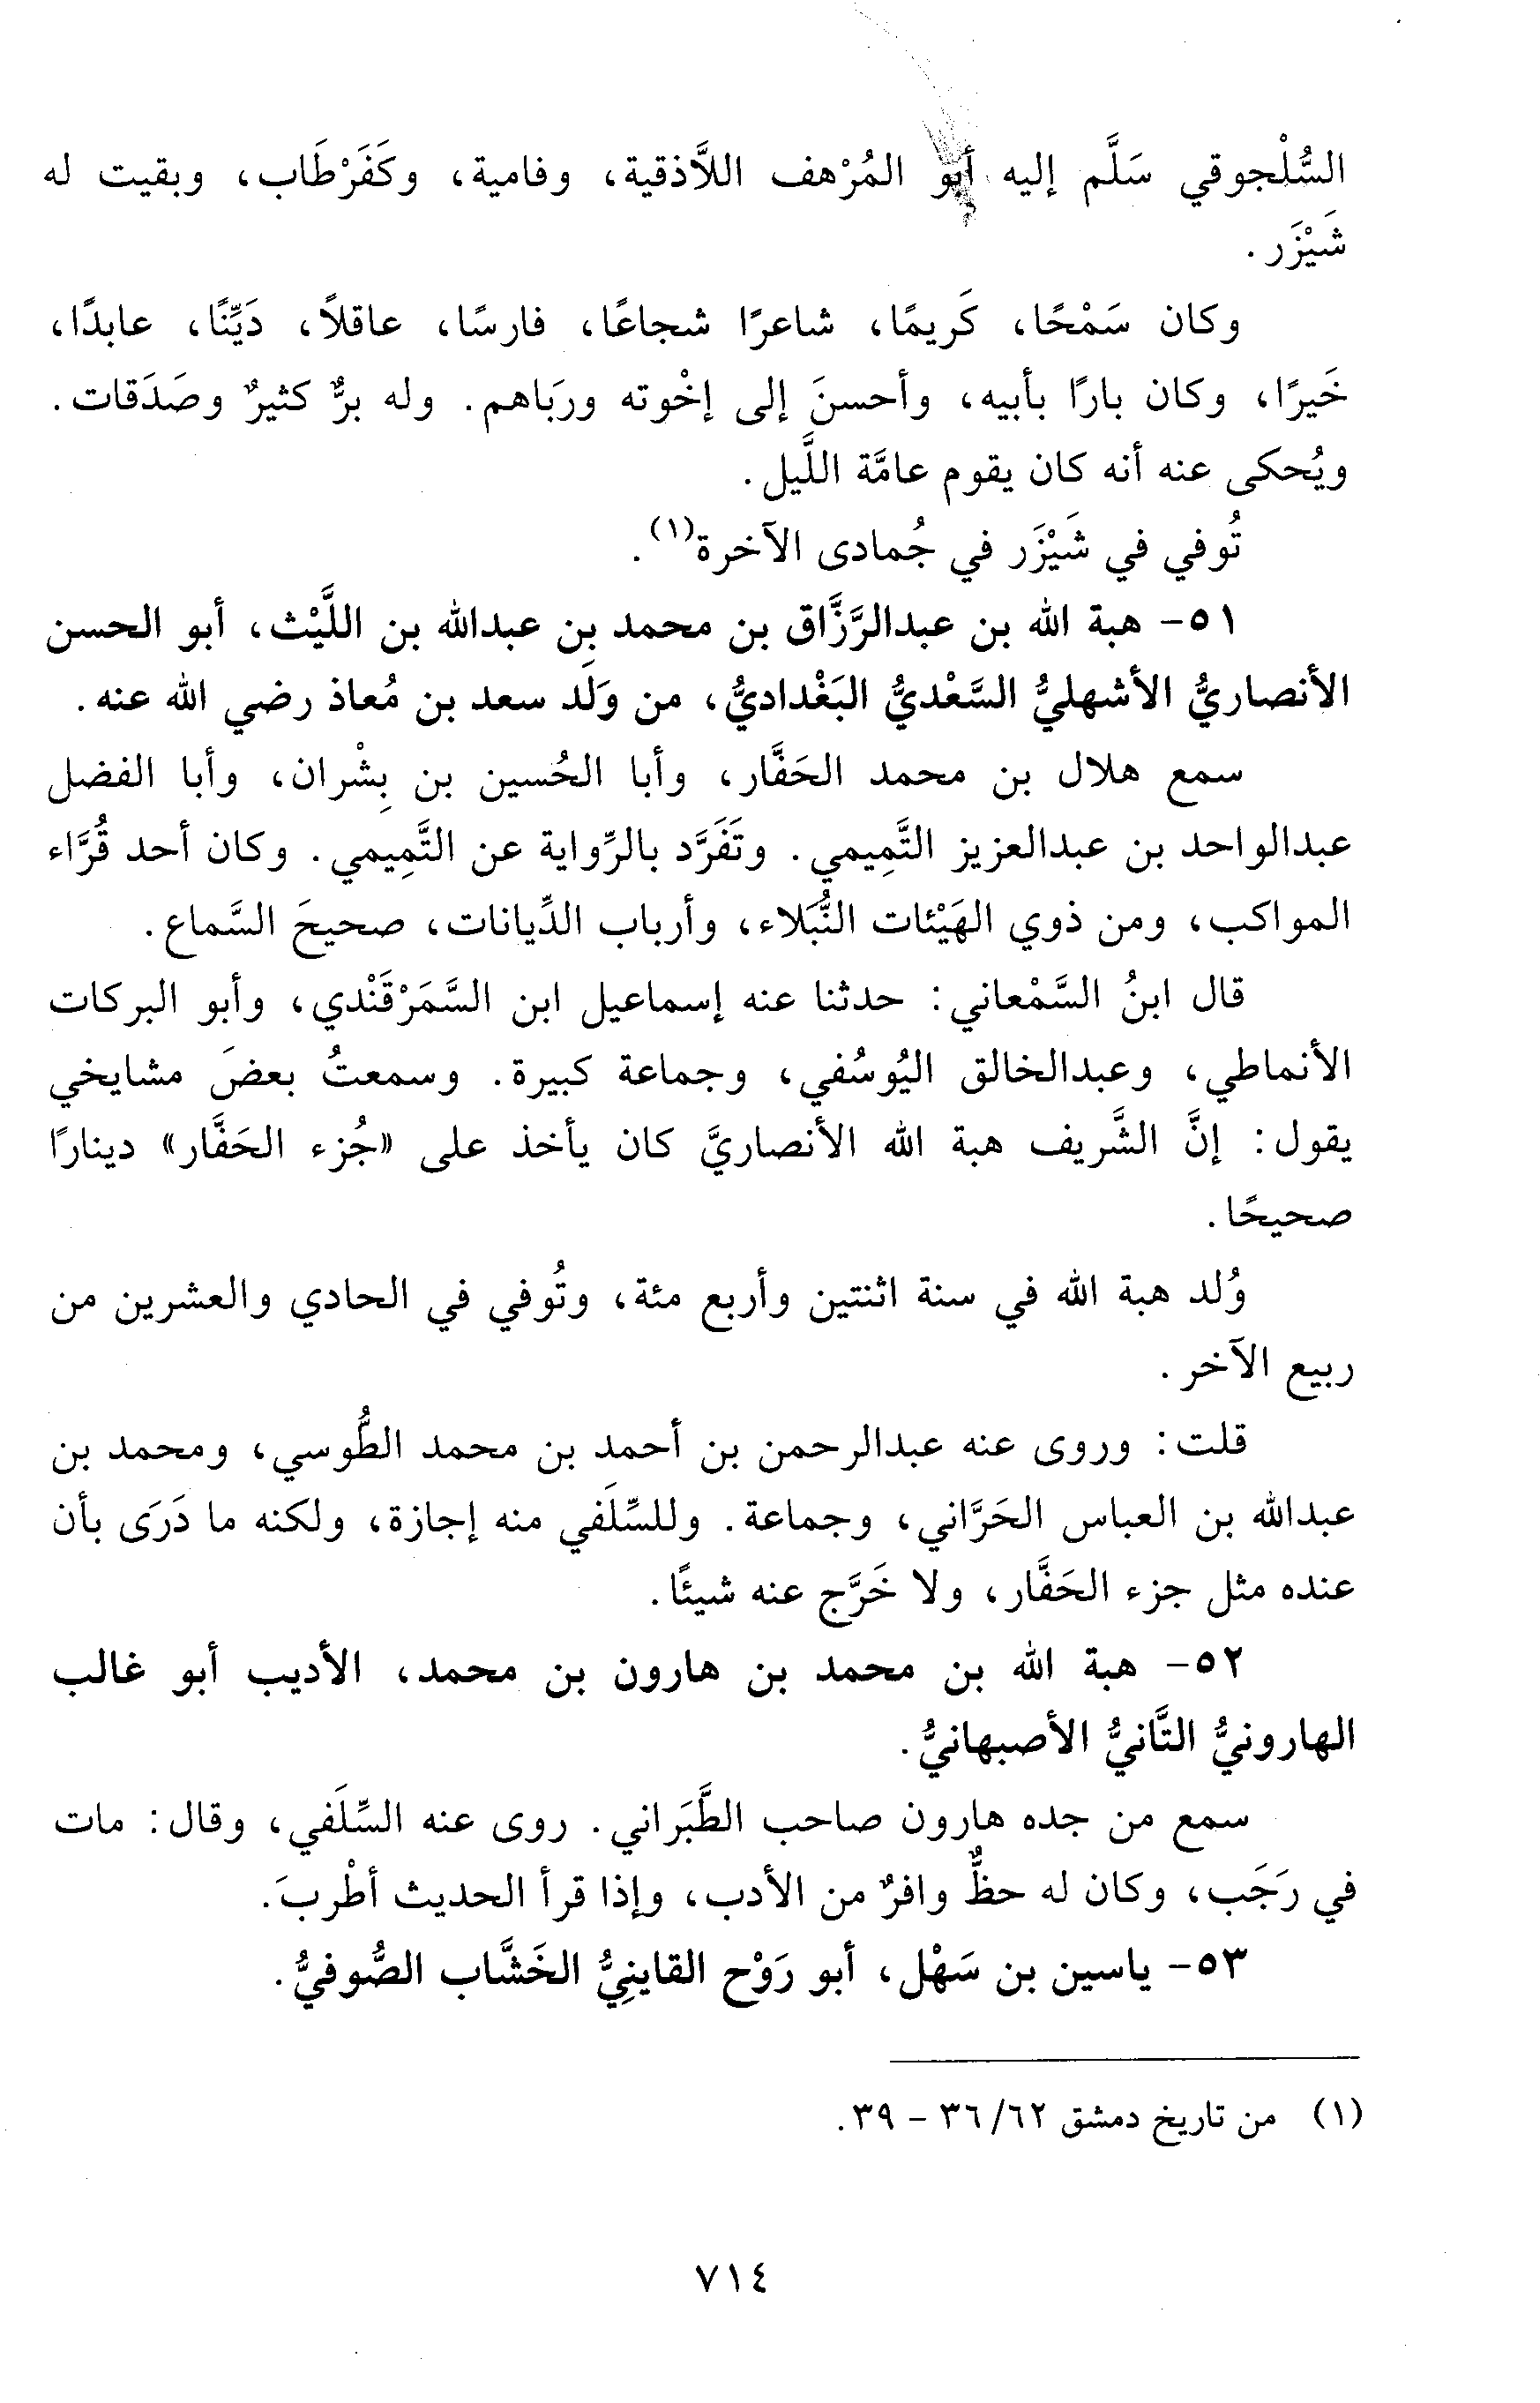 السُّلْجوقي سَلَّم إليه أبو المُرْهف اللاَّذقية، وفامية، وكَفَرْطَاب، وبقيت له
شَيْزَر.
وكان سَمْحًا، كَريمًا، شاعرًا شجاعًا، فارسًا، عاقلاً، دَيِّنًا، عابدًا،
خَيرًا، وكان بارًا بأبيه، وأحسنَ إلى إخْوته وربَاهم. وله برٌّ كثيرٌ وصَدَقات.
ويُحكى عنه أنه كان يقوم عامَّة اللَّيل.
تُوفي في شَيْزَر في جُمادى الآخرة(١).
٥١- هبة الله بن عبدالرَّزَّاق بن محمد بن عبدالله بن اللَّيْث، أبو الحسن
الأنصاريُّ الأشهليُّ السَّعْديُّ البَغْداديُّ، من وَلَد سعد بن مُعاذ رضي الله عنه.
سمع هلال بن محمد الحَفَّار، وأبا الحُسين بن بِشْران، وأبا الفضل
عبدالواحد بن عبدالعزيز التَّمِيمي. وتَفَرَّد بالرِّواية عن التَّمِيمي. وكان أحد قُرَّاء
المواكب، ومن ذوي الهَيْئات النُّبَلاء، وأرباب الدِّيانات، صحيحَ السَّماع.
قال ابنُ السَّمْعاني: حدثنا عنه إسماعيل ابن السَّمَرْقَنْدي، وأبو البركات
الأنماطي، وعبدالخالق اليُوسُفي، وجماعة كبيرة. وسمعتُ بعضَ مشايخي
يقول: إنَّ الشَّريف هبة الله الأنصاريَّ كان يأخذ على «جُزء الحَفَّار» دينارًا
صحيحًا.
وُلد هبة الله في سنة اثنتين وأربع مئة، وتُوفي في الحادي والعشرين من
ربيع الآخر.
قلت: وروى عنه عبدالرحمن بن أحمد بن محمد الطُّوسي، ومحمد بن
عبدالله بن العباس الحَرَّاني، وجماعة. وللسِّلَفي منه إجازة، ولكنه ما دَرَى بأن
عنده مثل جزء الحَفَّار، ولا خَرَّج عنه شيئًا.
٥٢- هبة الله بن محمد بن هارون بن محمد، الأديب أبو غالب
الهارونيُّ التَّانيُّ الأصبهانيُّ.
سمع من جده هارون صاحب الطَّبَراني. روى عنه السِّلَفي، وقال: مات
في رَجَب، وكان له حظٌّ وافرٌ من الأدب، وإذا قرأ الحديث أطْربَ.
٥٣- ياسين بن سَهْل، أبو رَوْح القاينِيُّ الخَشَّاب الصُّوفيُّ.
(١) من تاريخ دمشق ٦٢/ ٣٦ - ٣٩.
٧١٤